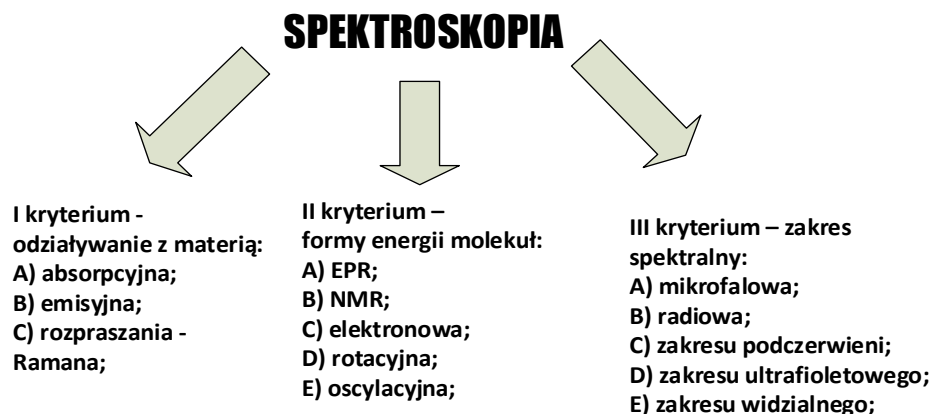 SPEKTROSKOPIA
I kryterium -
odziaływanie z materią:
A) absorpcyjna;
B) emisyjna;
C) rozpraszania -
Ramana;
II kryterium –
formy energii molekuł:
A) EPR;
B) NMR;
C) elektronowa;
D) rotacyjna;
E) oscylacyjna;
III kryterium – zakres
spektralny:
A) mikrofalowa;
B) radiowa;
C) zakresu podczerwieni;
D) zakresu ultrafioletowego;
E) zakresu widzialnego;